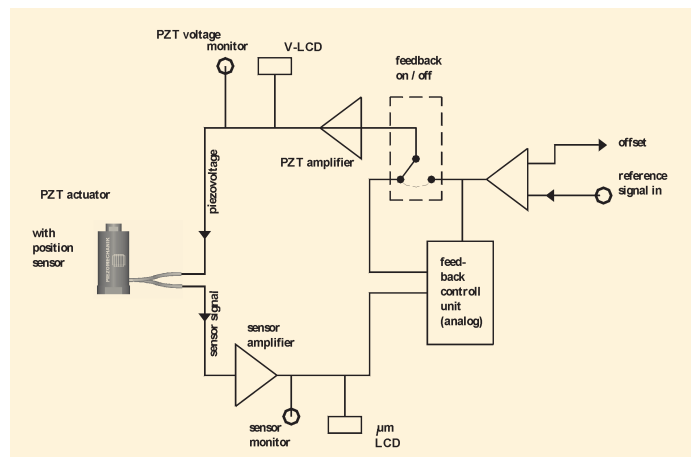 PZT voltage
monitor
V-LCD
feedback
on / off
PZT amplifier
offset
reference
signal in
piezovoltage
PZT actuator
with
position
sensor
PIEZOMECHANIK
feed-
back
controll
unit
(analog)
sensor signal
sensor
amplifier
sensor
monitor
µm
LCD